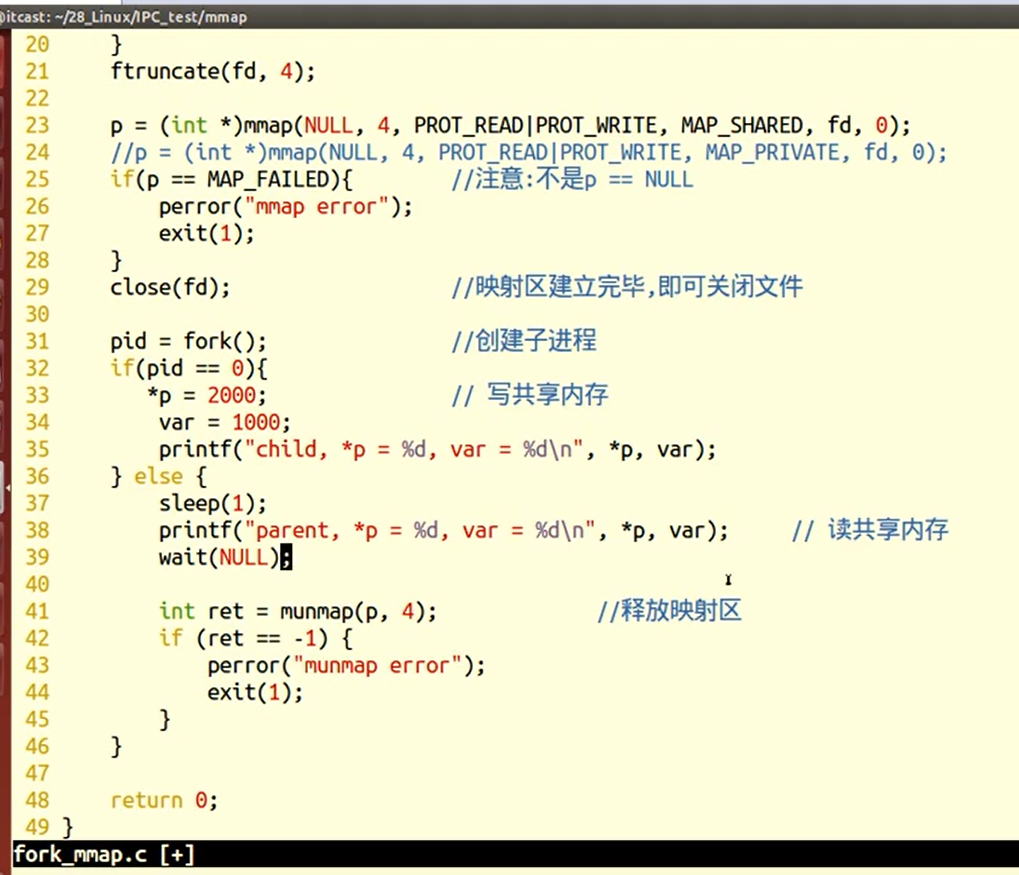 @itcast: ~/28_Linux/IPC_test/mmap
20     }
21     ftruncate(fd, 4);
22
23     p = (int *)mmap(NULL, 4, PROT_READ|PROT_WRITE, MAP_SHARED, fd, 0);
24     //p = (int *)mmap(NULL, 4, PROT_READ|PROT_WRITE, MAP_PRIVATE, fd, 0);
25     if(p == MAP_FAILED){        //注意:不是p == NULL
26         perror("mmap error");
27         exit(1);
28     }
29     close(fd);                  //映射区建立完毕,即可关闭文件
30
31     pid = fork();               //创建子进程
32     if(pid == 0){
33        *p = 2000;               // 写共享内存
34         var = 1000;
35         printf("child, *p = %d, var = %d\n", *p, var);
36     } else {
37         sleep(1);
38         printf("parent, *p = %d, var = %d\n", *p, var);     // 读共享内存
39         wait(NULL);
40
41         int ret = munmap(p, 4);             //释放映射区
42         if (ret == -1) {
43             perror("munmap error");
44             exit(1);
45         }
46     }
47
48     return 0;
49 }
fork_mmap.c [+]